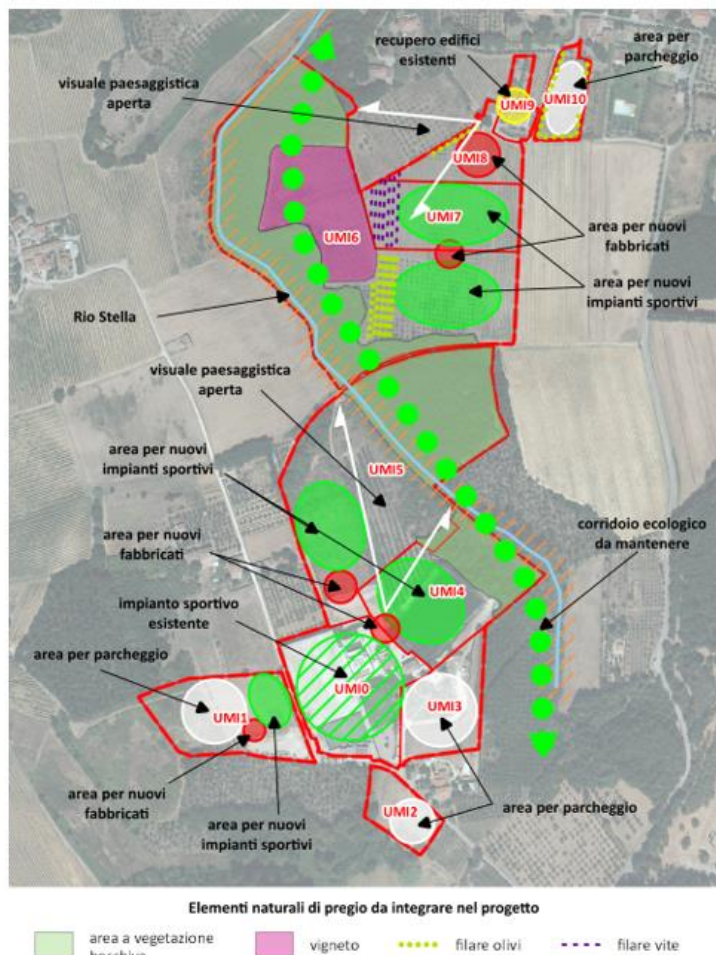 recupero edifici
esistenti
area per
parcheggio
visuale paesaggistica
aperta
UMI9
UMI10
UMI8
UMI7
UMI6
area per nuovi
fabbricati
area per nuovi
impianti sportivi
Rio Stella
visuale paesaggistica
aperta
area per nuovi
impianti sportivi
UMI5
area per nuovi
fabbricati
corridoio ecologico
da mantenere
UMI4
impianto sportivo
esistente
area per parcheggio
UMI0
UMI3
UMI1
area per nuovi
fabbricati
area per nuovi
impianti sportivi
UMI2
area per parcheggio
Elementi naturali di pregio da integrare nel progetto
area a vegetazione
vigneto
filare olivi
filare vite